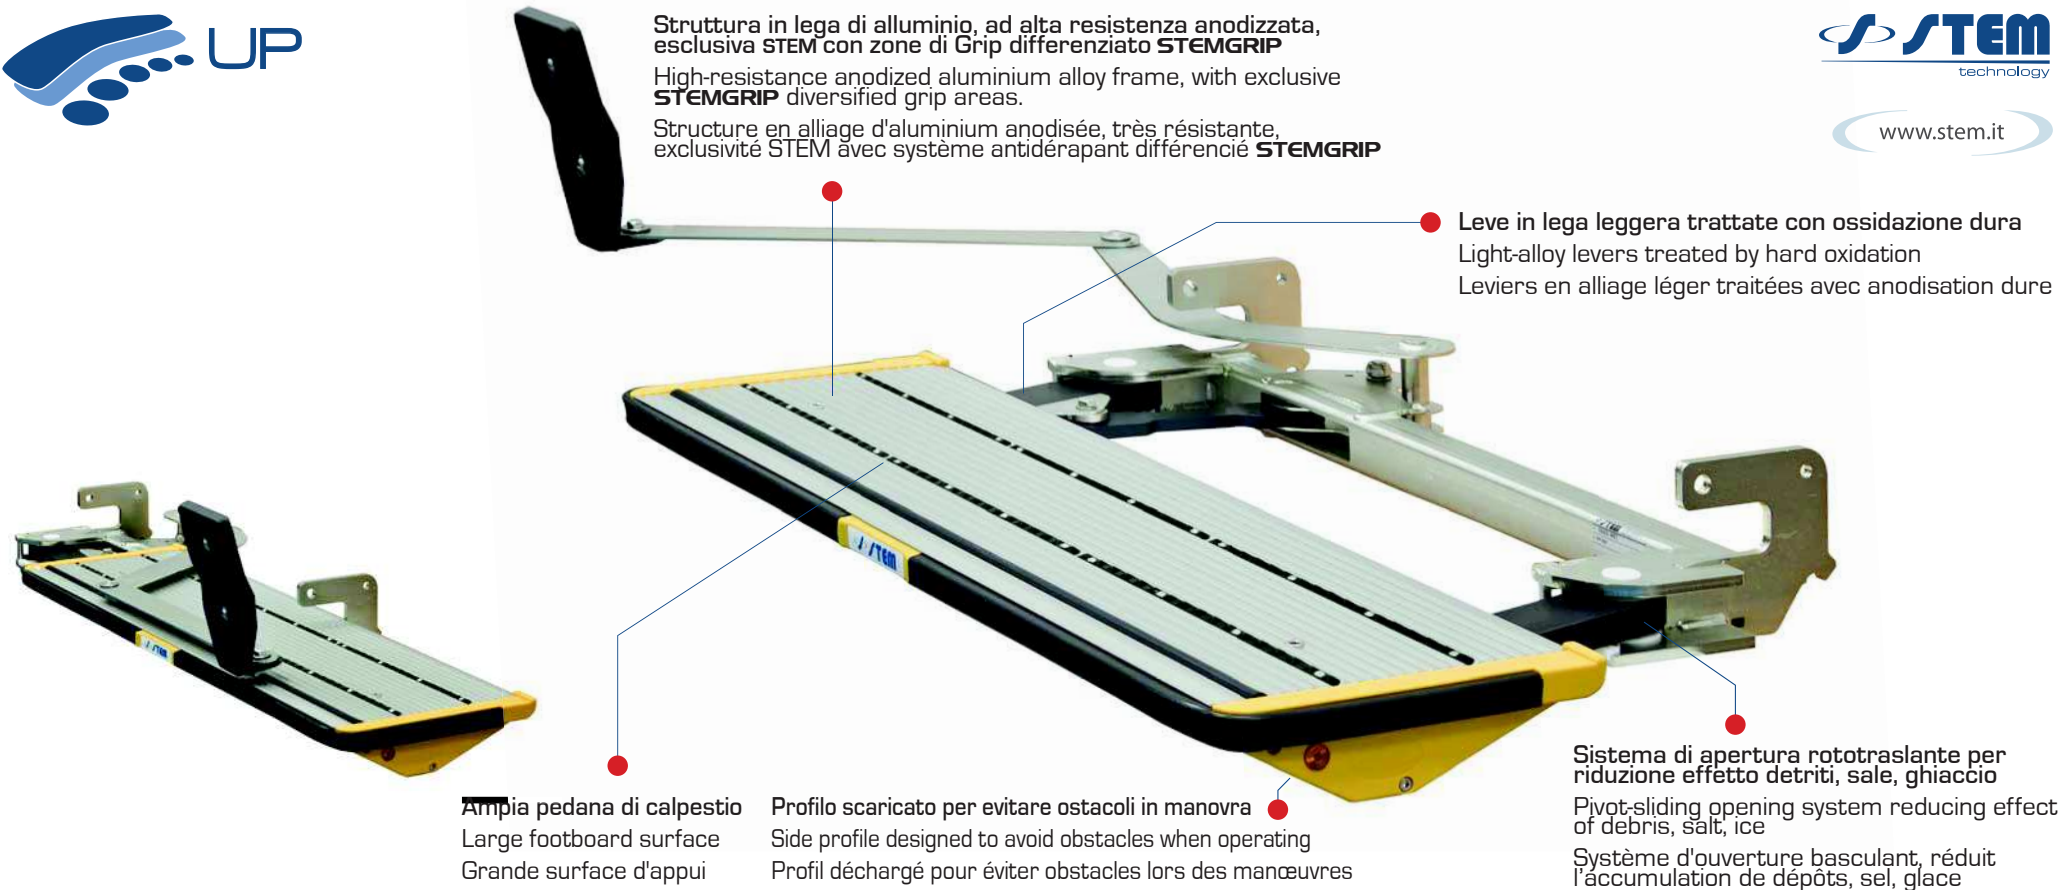 UP
Struttura in lega di alluminio, ad alta resistenza anodizzata,
esclusiva STEM con zone di Grip differenziato STEMGRIP
High-resistance anodized aluminium alloy frame, with exclusive
STEMGRIP diversified grip areas.
Structure en alliage d'aluminium anodisée, très résistante,
exclusivité STEM avec système antidérapant différencié STEMGRIP
STEM
technology
www.stem.it
Leve in lega leggera trattate con ossidazione dura
Light-alloy levers treated by hard oxidation
Leviers en alliage léger traitées avec anodisation dure
STEM
STEM
STEM
Ampia pedana di calpestio
Large footboard surface
Grande surface d'appui
Profilo scaricato per evitare ostacoli in manovra
Side profile designed to avoid obstacles when operating
Profil déchargé pour éviter obstacles lors des manœuvres
Sistema di apertura rototraslante per
riduzione effetto detriti, sale, ghiaccio
Pivot-sliding opening system reducing effect
of debris, salt, ice
Système d'ouverture basculant, réduit
l'accumulation de dépôts, sel, glace